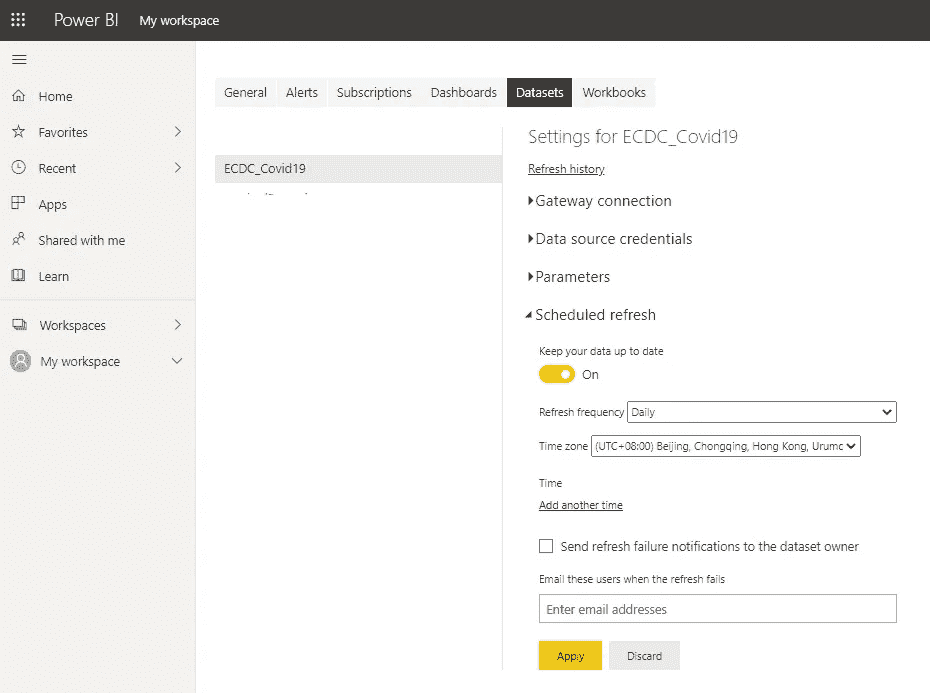 Power BI My workspace
Home
Favorites
Recent
Apps
Shared with me
Learn
Workspaces
My workspace
General Alerts Subscriptions Dashboards Datasets Workbooks
ECDC_Covid19
Settings for ECDC_Covid19
Refresh history
Gateway connection
Data source credentials
Parameters
Scheduled refresh
Keep your data up to date
On
Refresh frequency Daily
Time zone (UTC+08:00) Beijing, Chongqing, Hong Kong, Urumc
Time
Add another time
Send refresh failure notifications to the dataset owner
Email these users when the refresh fails
Enter email addresses
Apply Discard